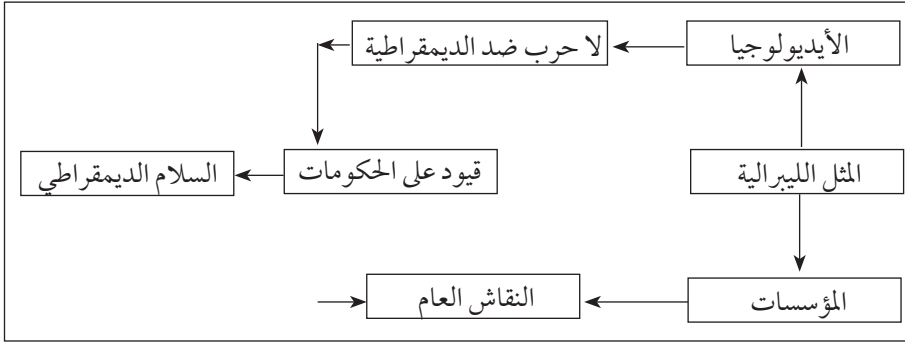 الأيديولوجيا
لا حرب ضد الديمقراطية
المثل الليبرالية
قيود على الحكومات
السلام الديمقراطي
المؤسسات
النقاش العام